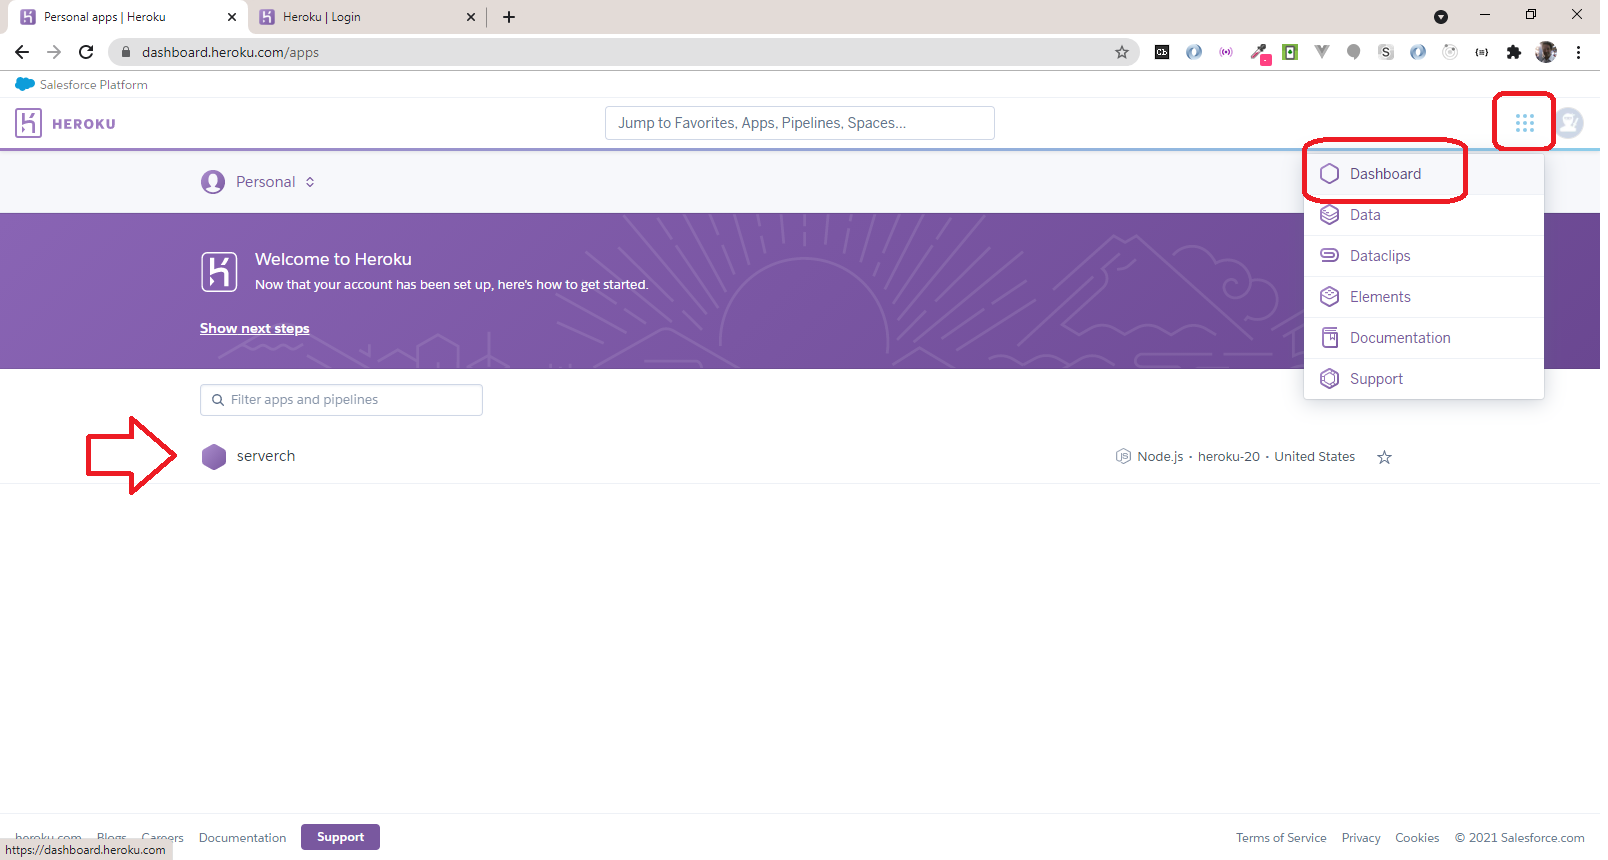 Personal apps | Heroku
Heroku | Login
dashboard.heroku.com/apps
Salesforce Platform
HEROKU
Jump to Favorites, Apps, Pipelines, Spaces...
Personal
Dashboard
Data
Dataclips
Elements
Documentation
Support
Welcome to Heroku
Now that your account has been set up, here's how to get started.
Show next steps
Filter apps and pipelines
serverch
Node.js • heroku-20 • United States
heroku.com Blogs Careers Documentation Support
Terms of Service Privacy Cookies © 2021 Salesforce.com
https://dashboard.heroku.com